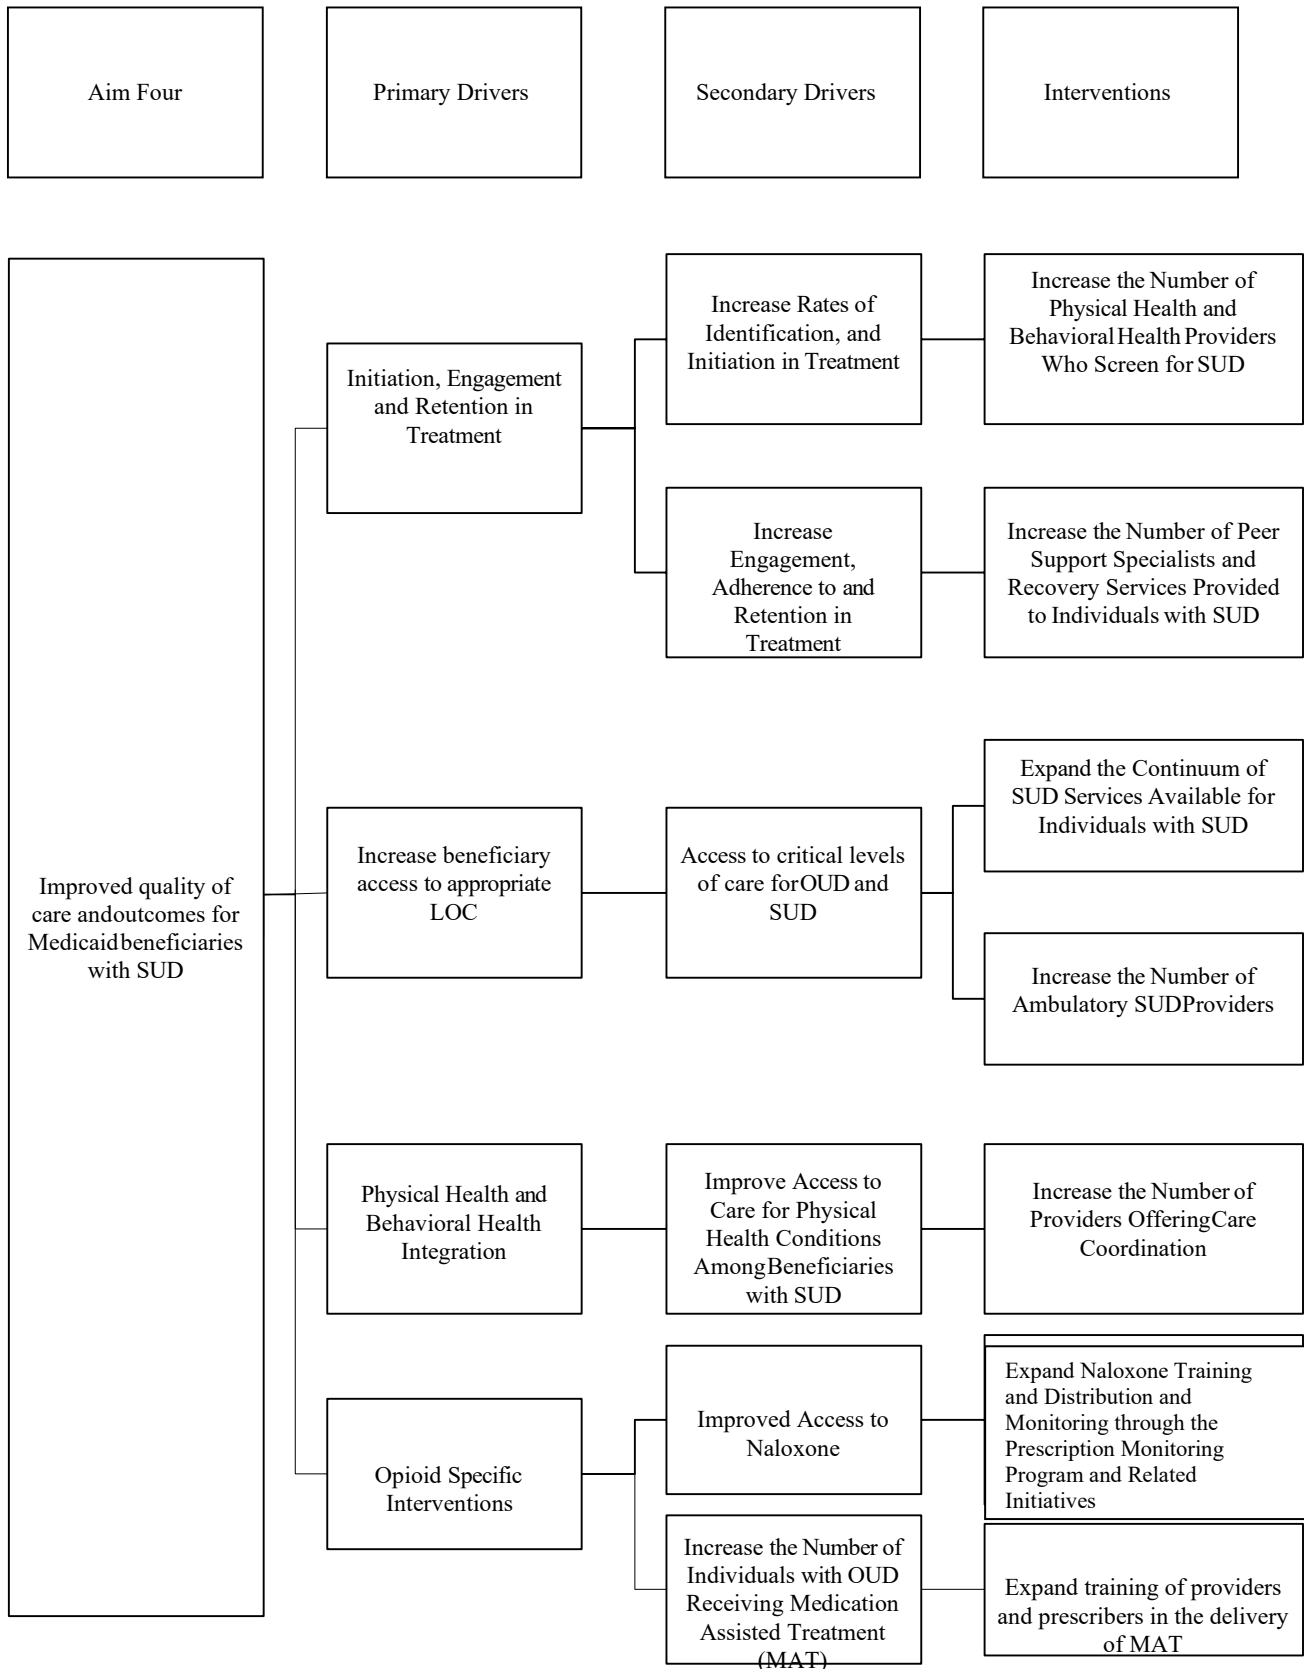 Aim Four
Primary Drivers
Secondary Drivers
Interventions
Improved quality of
care andoutcomes for
Medicaidbeneficiaries
with SUD
Initiation, Engagement
and Retention in
Treatment
Increase Rates of
Identification, and
Initiation in Treatment
Increase the Number of
Physical Health and
Behavioral Health Providers
Who Screen for SUD
Increase
Engagement,
Adherence to and
Retention in
Treatment
Increase the Number of Peer
Support Specialists and
Recovery Services Provided
to Individuals with SUD
Increase beneficiary
access to appropriate
LOC
Access to critical levels
of care for OUD and
SUD
Expand the Continuum of
SUD Services Available for
Individuals with SUD
Increase the Number of
Ambulatory SUDProviders
Physical Health and
Behavioral Health
Integration
Improve Access to
Care for Physical
Health Conditions
AmongBeneficiaries
with SUD
Increase the Number of
Providers OfferingCare
Coordination
Opioid Specific
Interventions
Improved Access to
Naloxone
Expand Naloxone Training
and Distribution and
Monitoring through the
Prescription Monitoring
Program and Related
Initiatives
Increase the Number of
Individuals with OUD
Receiving Medication
Assisted Treatment
(MAT)
Expand training of providers
and prescribers in the delivery
of MAT